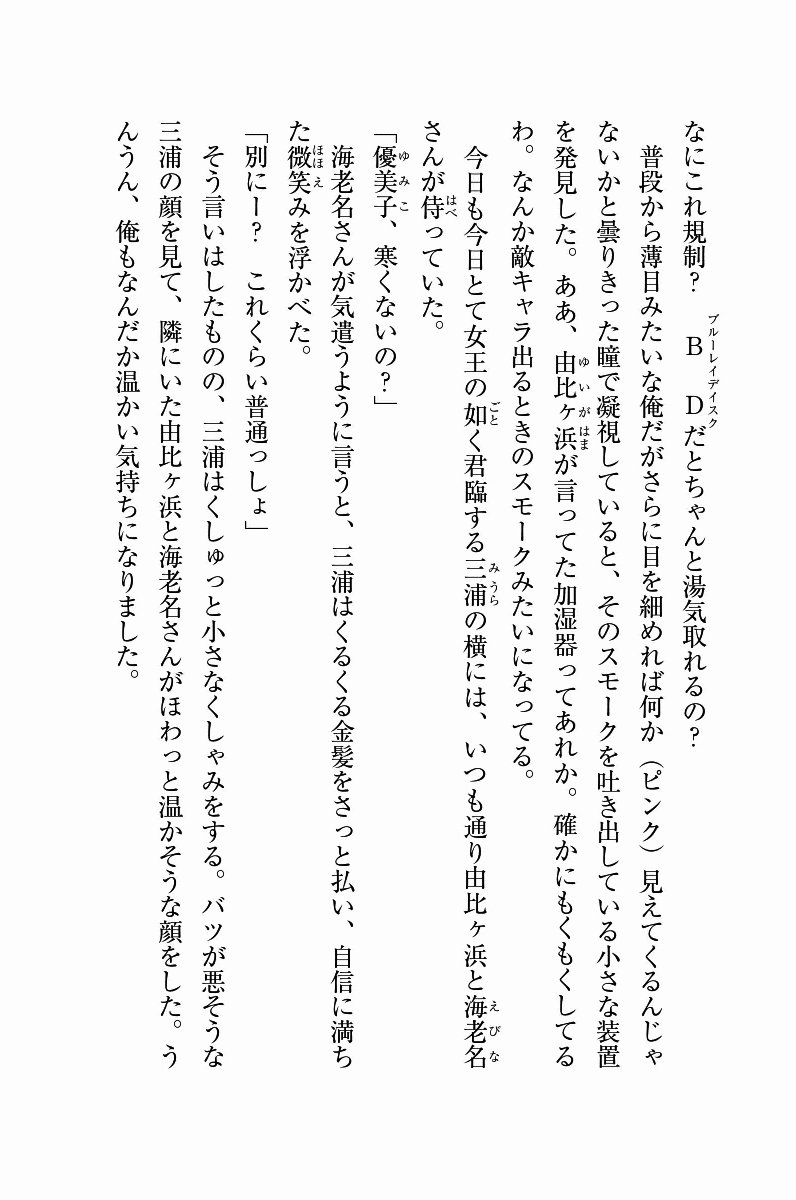 なにこれ規制？　ＢＤだとちゃんと湯気取れるの？
　普段から薄目みたいな俺だがさらに目を細めれば何か（ピンク）見えてくるんじゃ
ないかと曇りきった瞳で凝視していると、そのスモークを吐き出している小さな装置
を発見した。ああ、由比ヶ浜が言ってた加湿器ってあれか。確かにもくもくしてる
わ。なんか敵キャラ出るときのスモークみたいになってる。
　今日も今日とて女王の如く君臨する三浦の横には、いつも通り由比ヶ浜と海老名
さんが侍っていた。
「優美子、寒くないの？」
　海老名さんが気遣うように言うと、三浦はくるくる金髪をさっと払い、自信に満ち
た微笑みを浮かべた。
「別にー？　これくらい普通っしょ」
　そう言いはしたものの、三浦はくしゅっと小さなくしゃみをする。バツが悪そうな
三浦の顔を見て、隣にいた由比ヶ浜と海老名さんがほわっと温かそうな顔をした。う
んうん、俺もなんだか温かい気持ちになりました。